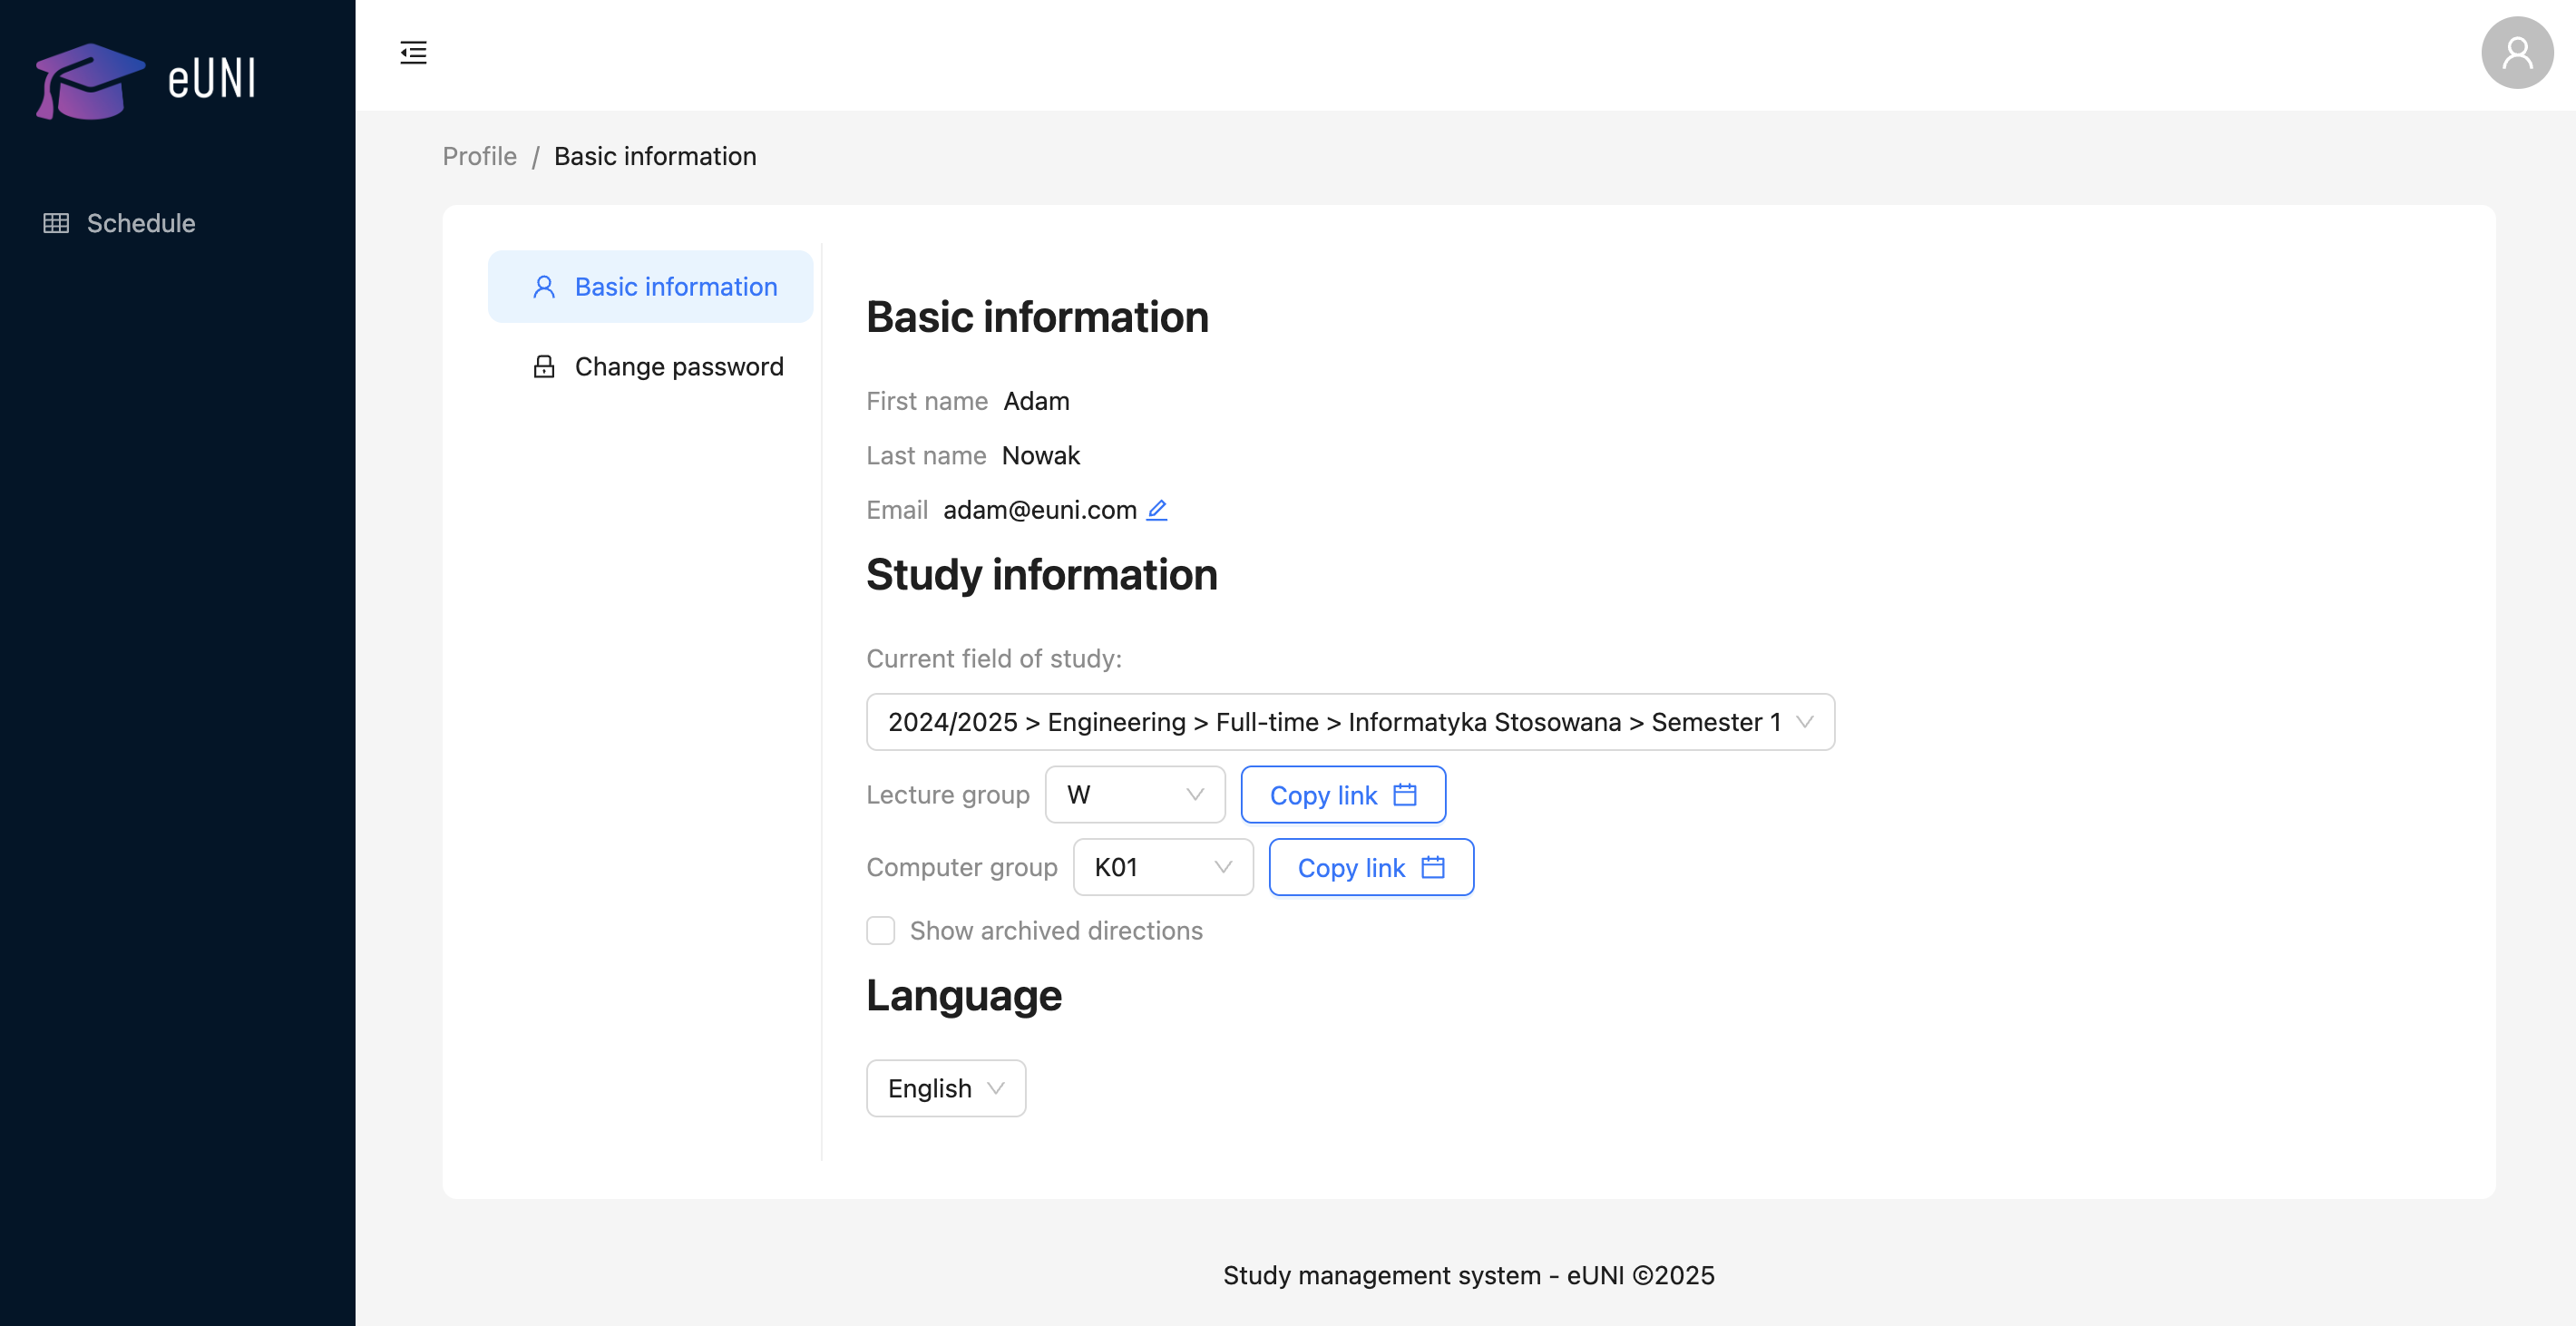 eUNI
Schedule
Profile / Basic information
Basic information
Change password
Basic information
First name Adam
Last name Nowak
Email adam@euni.com
Study information
Current field of study:
2024/2025 > Engineering > Full-time > Informatyka Stosowana > Semester 1
Lecture group W Copy link
Computer group K01 Copy link
Show archived directions
Language
English
Study management system - eUNI ©2025